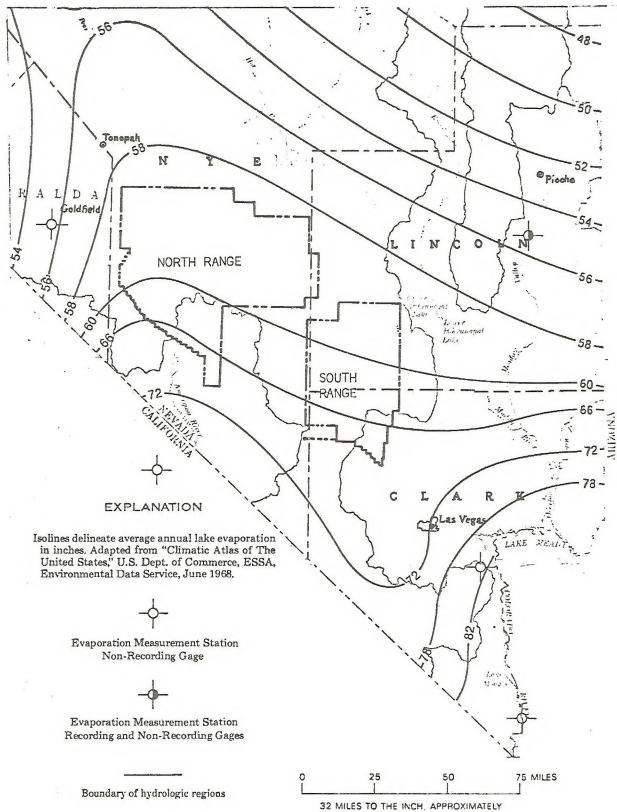 56
48
50
Tonopah
58
N Y E
52
Pioche
R A L D A
54
Goldfield
L I N C O L N
NORTH RANGE
54
56
56
58
60
66
58
SOUTH
RANGE
60
66
72
NEVADA
CALIFORNIA
ARIZONA
72
78
C L A R K
Las Vegas
LAKE MEAD
72
82
78
EXPLANATION
Isolines delineate average annual lake evaporation
in inches. Adapted from "Climatic Atlas of The
United States," U.S. Dept. of Commerce, ESSA,
Environmental Data Service, June 1968.
Evaporation Measurement Station
Non-Recording Gage
Evaporation Measurement Station
Recording and Non-Recording Gages
Boundary of hydrologic regions
0 25 50 75 MILES
32 MILES TO THE INCH, APPROXIMATELY